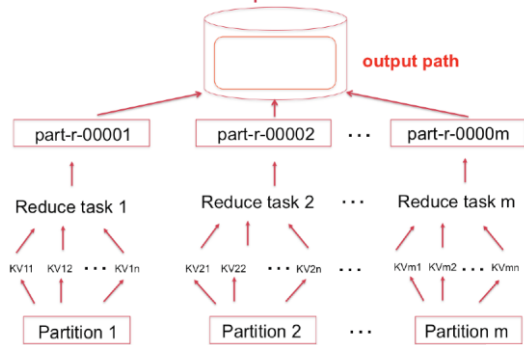 output path
part-r-00001 part-r-00002 ... part-r-0000m
Reduce task 1 Reduce task 2 ... Reduce task m
KV11 KV12 ... KV1n KV21 KV22 ... KV2n ... KVm1 KVm2 ... KVmn
Partition 1 Partition 2 ... Partition m